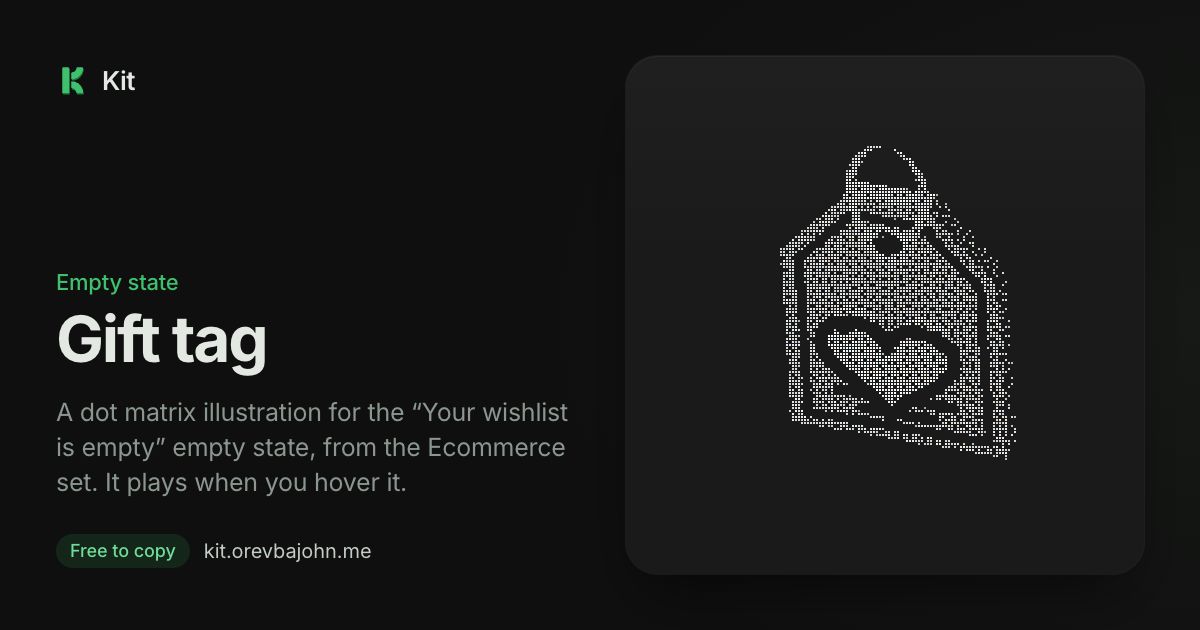 Kit
Empty state
Gift tag
A dot matrix illustration for the “Your wishlist
is empty” empty state, from the Ecommerce
set. It plays when you hover it.
Free to copy
kit.orevbajohn.me